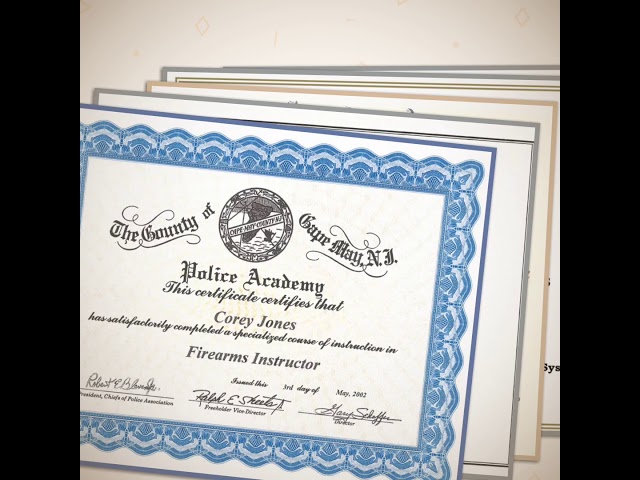 The County of Cape May, N.J.
CAPE MAY COUNTY
Police Academy
This certificate certifies that
Corey Jones
has satisfactorily completed a specialized course of instruction in
Firearms Instructor
Issued this 3rd day of May, 2002
President, Chiefs of Police Association
Freeholder Vice-Director
Director
Sys